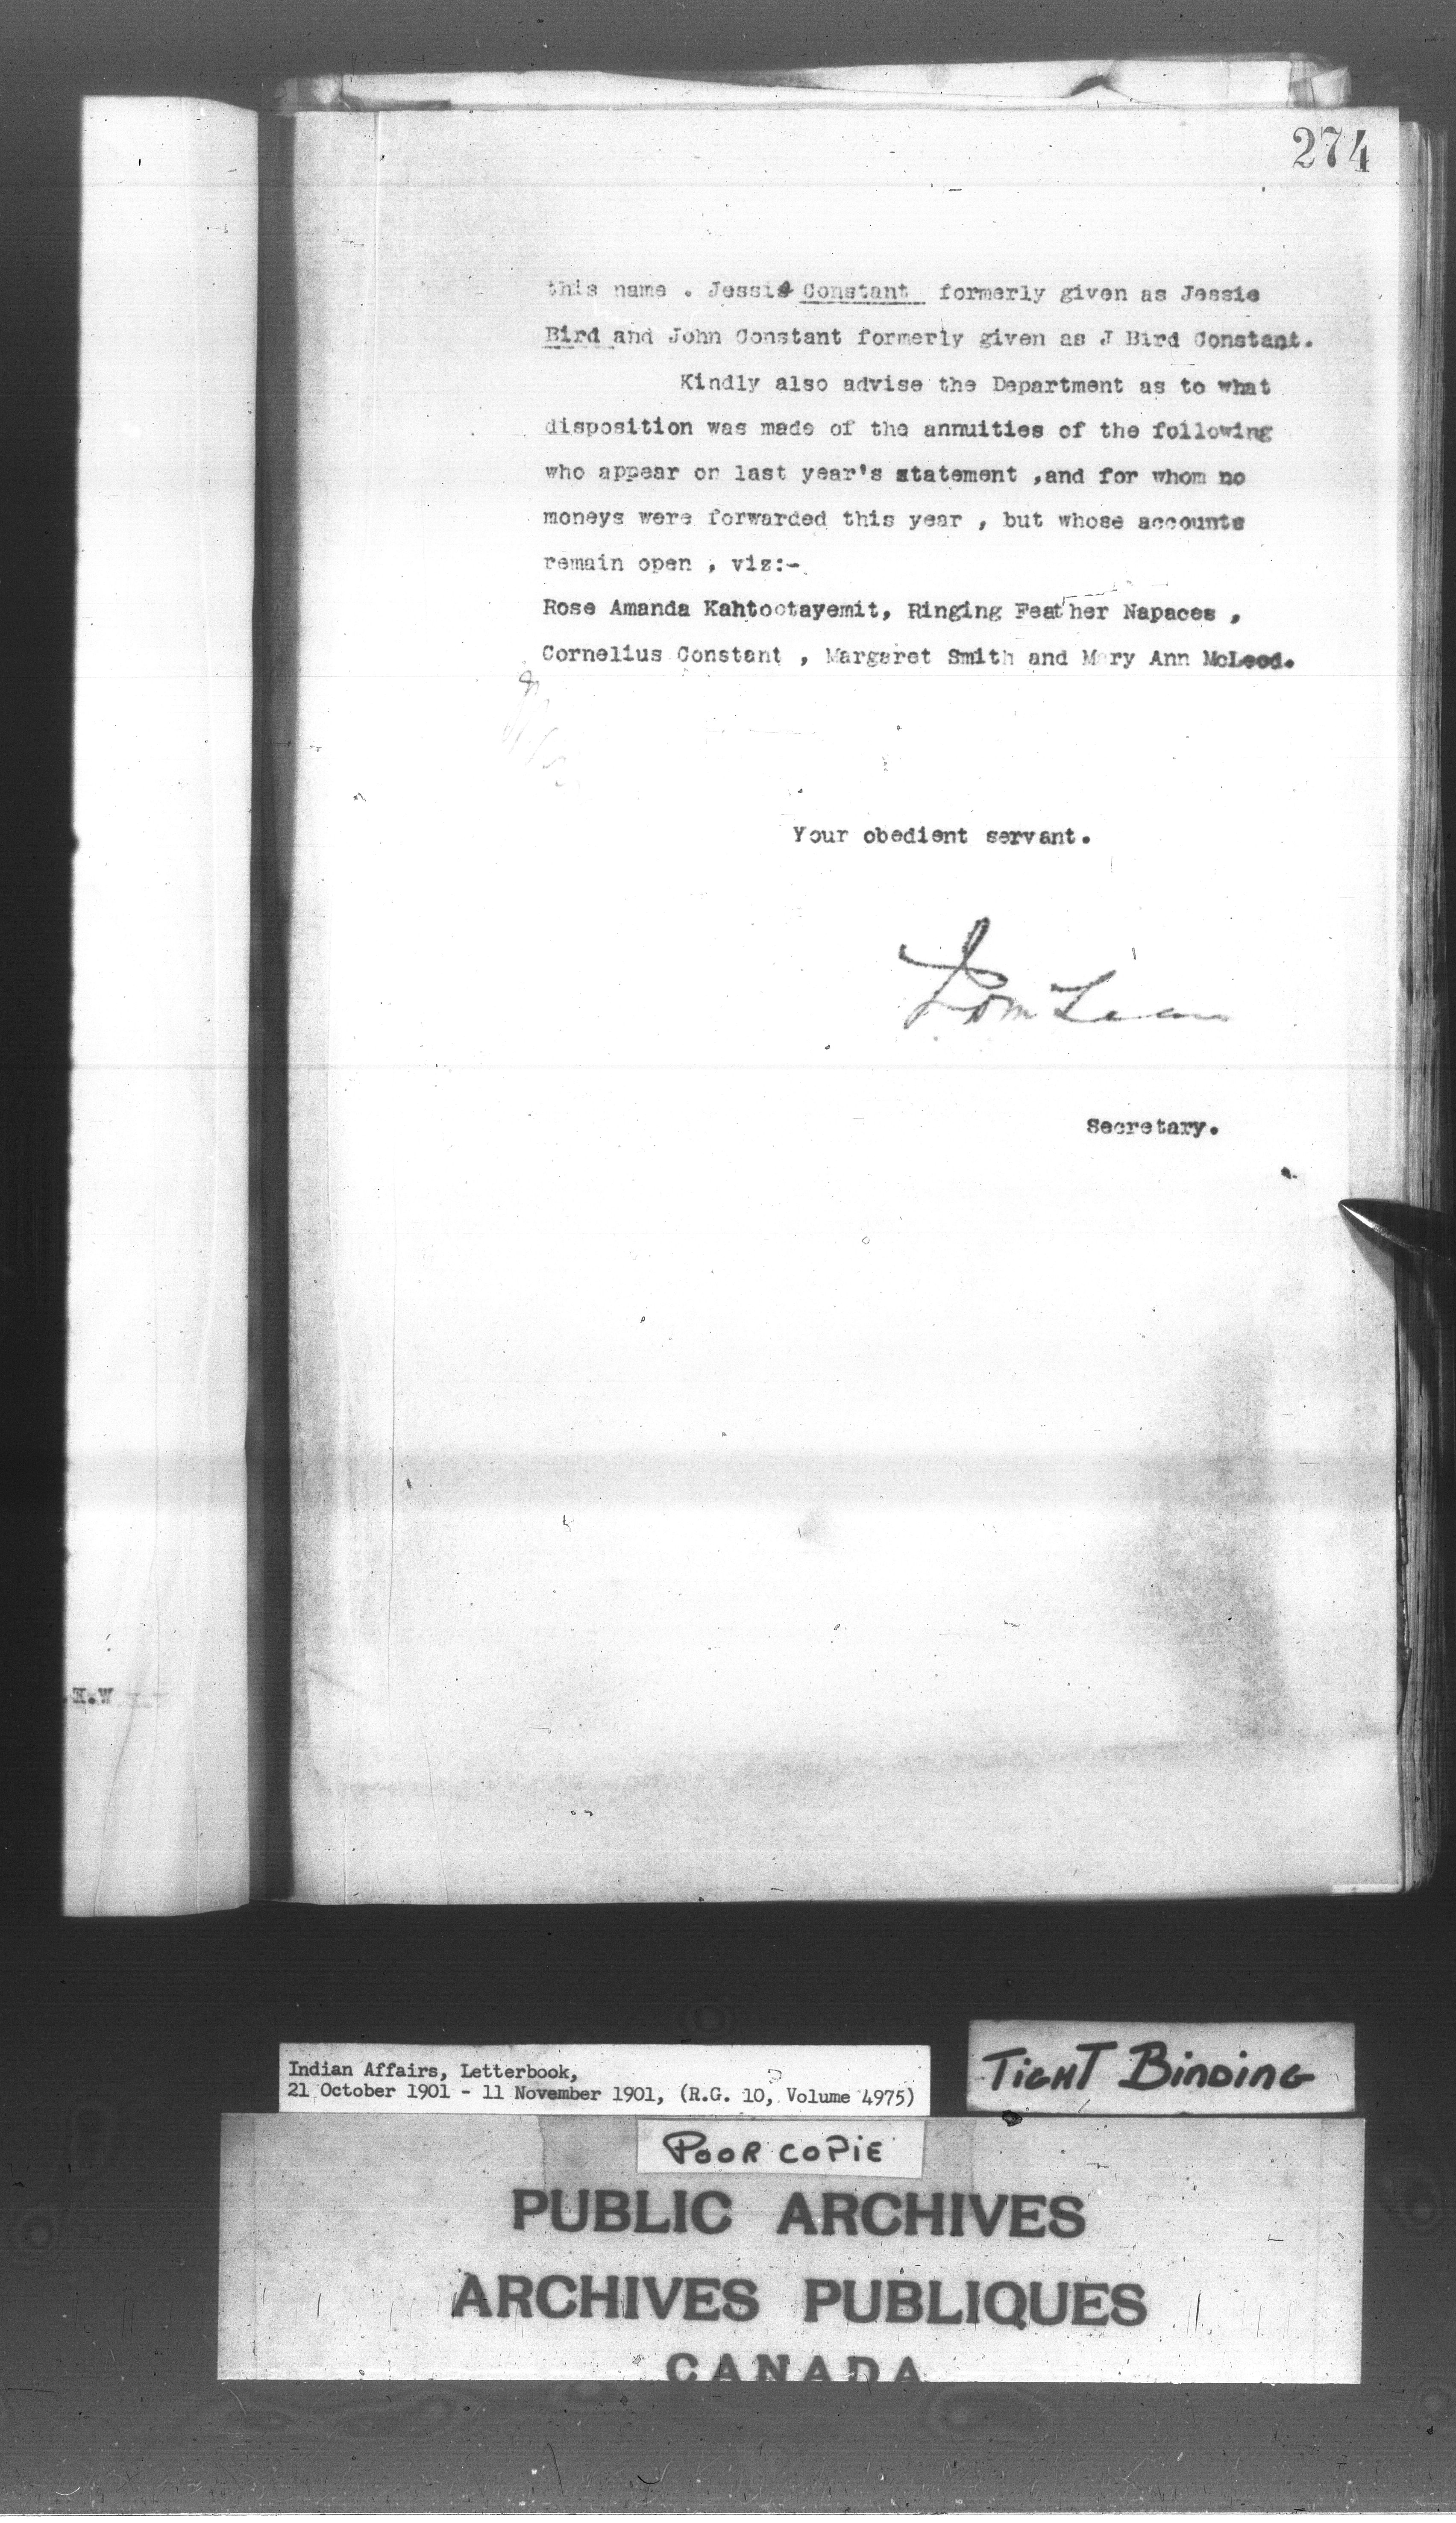 274
this name . Jessie Constant formerly given as Jessie
Bird and John Constant formerly given as J Bird Constant.
Kindly also advise the Department as to what
disposition was made of the annuities of the following
who appear on last year's statement ,and for whom no
moneys were forwarded this year , but whose accounts
remain open , viz:-
Rose Amanda Kahtootayemit, Ringing Feather Napaces ,
Cornelius Constant , Margaret Smith and Mary Ann McLeod.
Your obedient servant.
Secretary.
.K.W
Indian Affairs, Letterbook,
21 October 1901 - 11 November 1901, (R.G. 10, Volume 4975)
TIGHT BINDING
POOR COPIE
PUBLIC ARCHIVES
ARCHIVES PUBLIQUES
CANADA